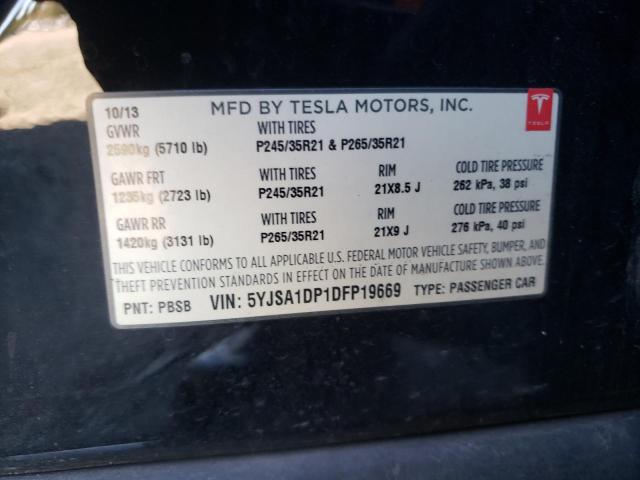 10/13 MFD BY TESLA MOTORS, INC. TESLA
GVWR WITH TIRES
2590kg (5710 lb) P245/35R21 & P265/35R21
GAWR FRT WITH TIRES RIM COLD TIRE PRESSURE
1235kg (2723 lb) P245/35R21 21X8.5 J 262 kPa, 38 psi
GAWR RR WITH TIRES RIM COLD TIRE PRESSURE
1420kg (3131 lb) P265/35R21 21X9 J 276 kPa, 40 psi
THIS VEHICLE CONFORMS TO ALL APPLICABLE U.S. FEDERAL MOTOR VEHICLE SAFETY, BUMPER, AND
THEFT PREVENTION STANDARDS IN EFFECT ON THE DATE OF MANUFACTURE SHOWN ABOVE.
PNT: PBSB VIN: 5YJSA1DP1DFP19669 TYPE: PASSENGER CAR